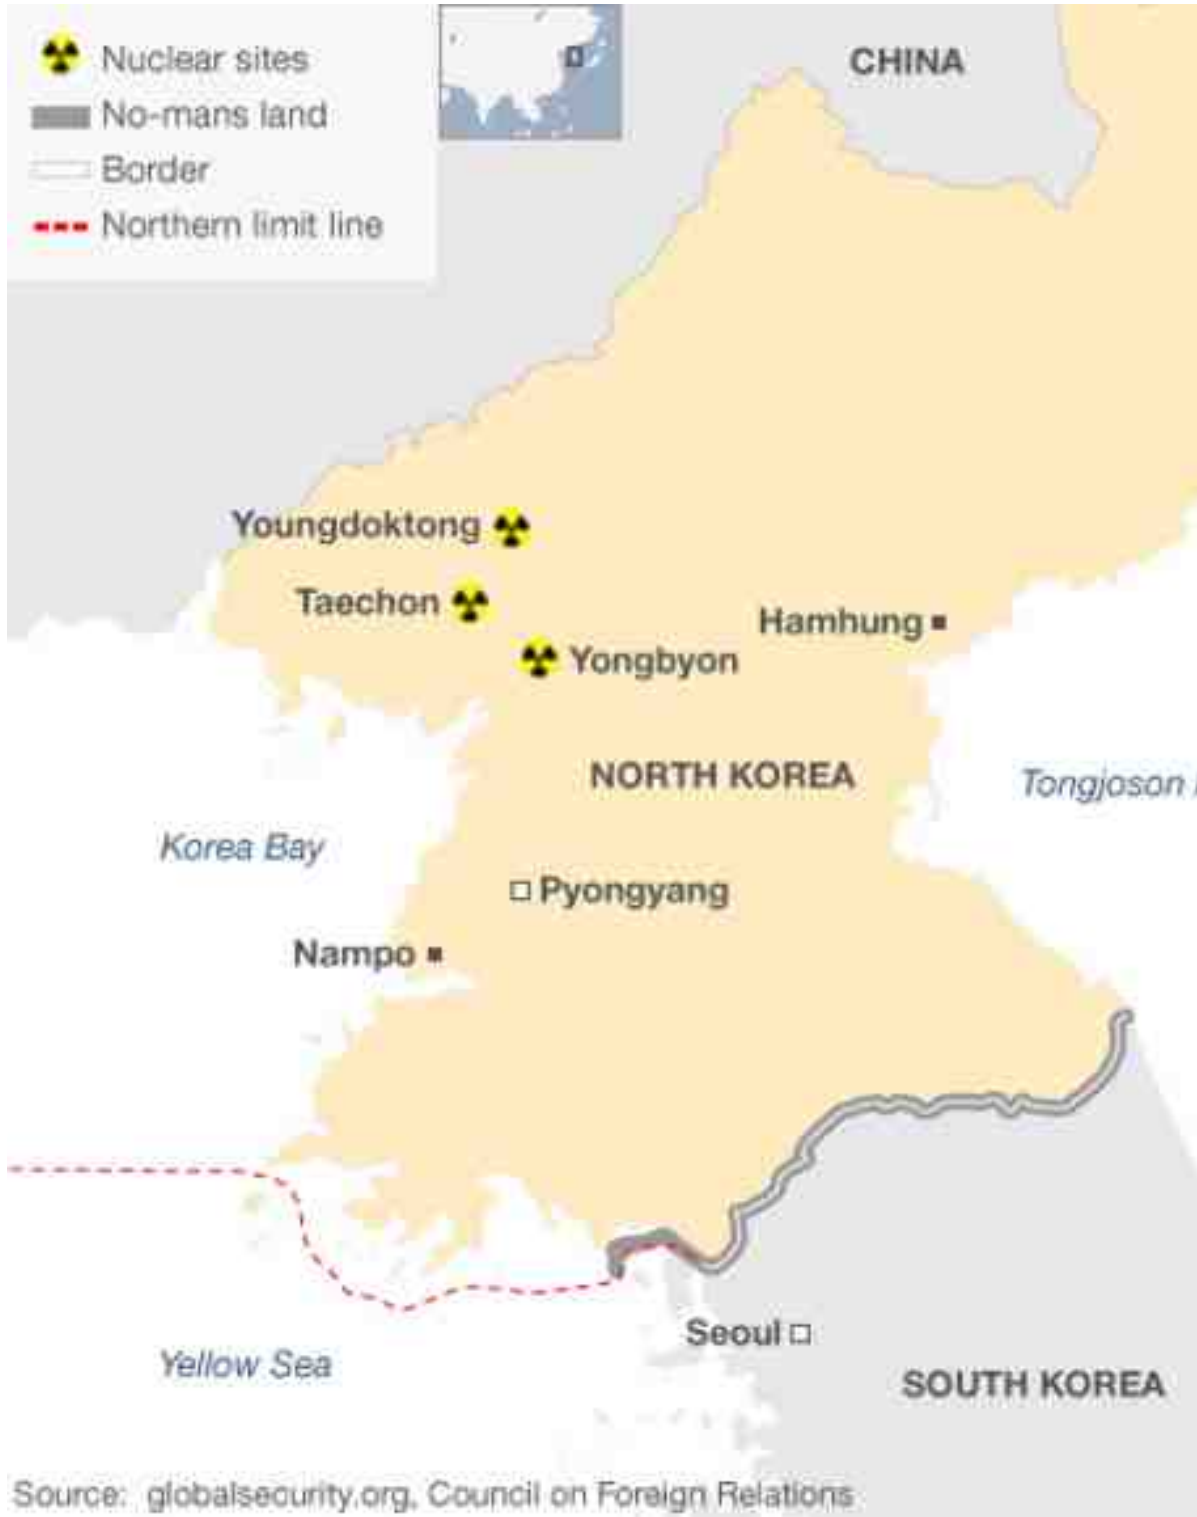 Nuclear sites
No-mans land
Border
Northern limit line
CHINA
Youngdoktong
Taechon
Hamhung
Yongbyon
NORTH KOREA
Tongjoson
Korea Bay
Pyongyang
Nampo
Seoul
Yellow Sea
SOUTH KOREA
Source: globalsecurity.org, Council on Foreign Relations